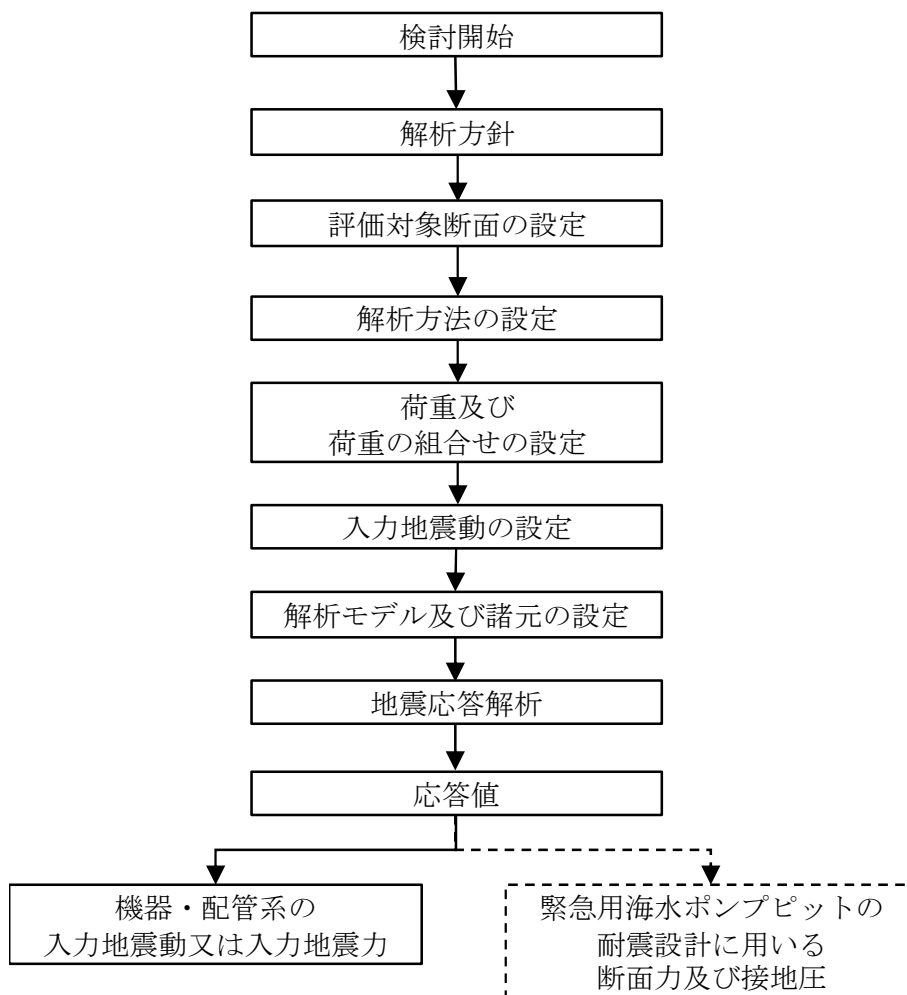 検討開始
解析方針
評価対象断面の設定
解析方法の設定
荷重及び
荷重の組合せの設定
入力地震動の設定
解析モデル及び諸元の設定
地震応答解析
応答値
機器・配管系の
入力地震動又は入力地震力
緊急用海水ポンプピットの
耐震設計に用いる
断面力及び接地圧